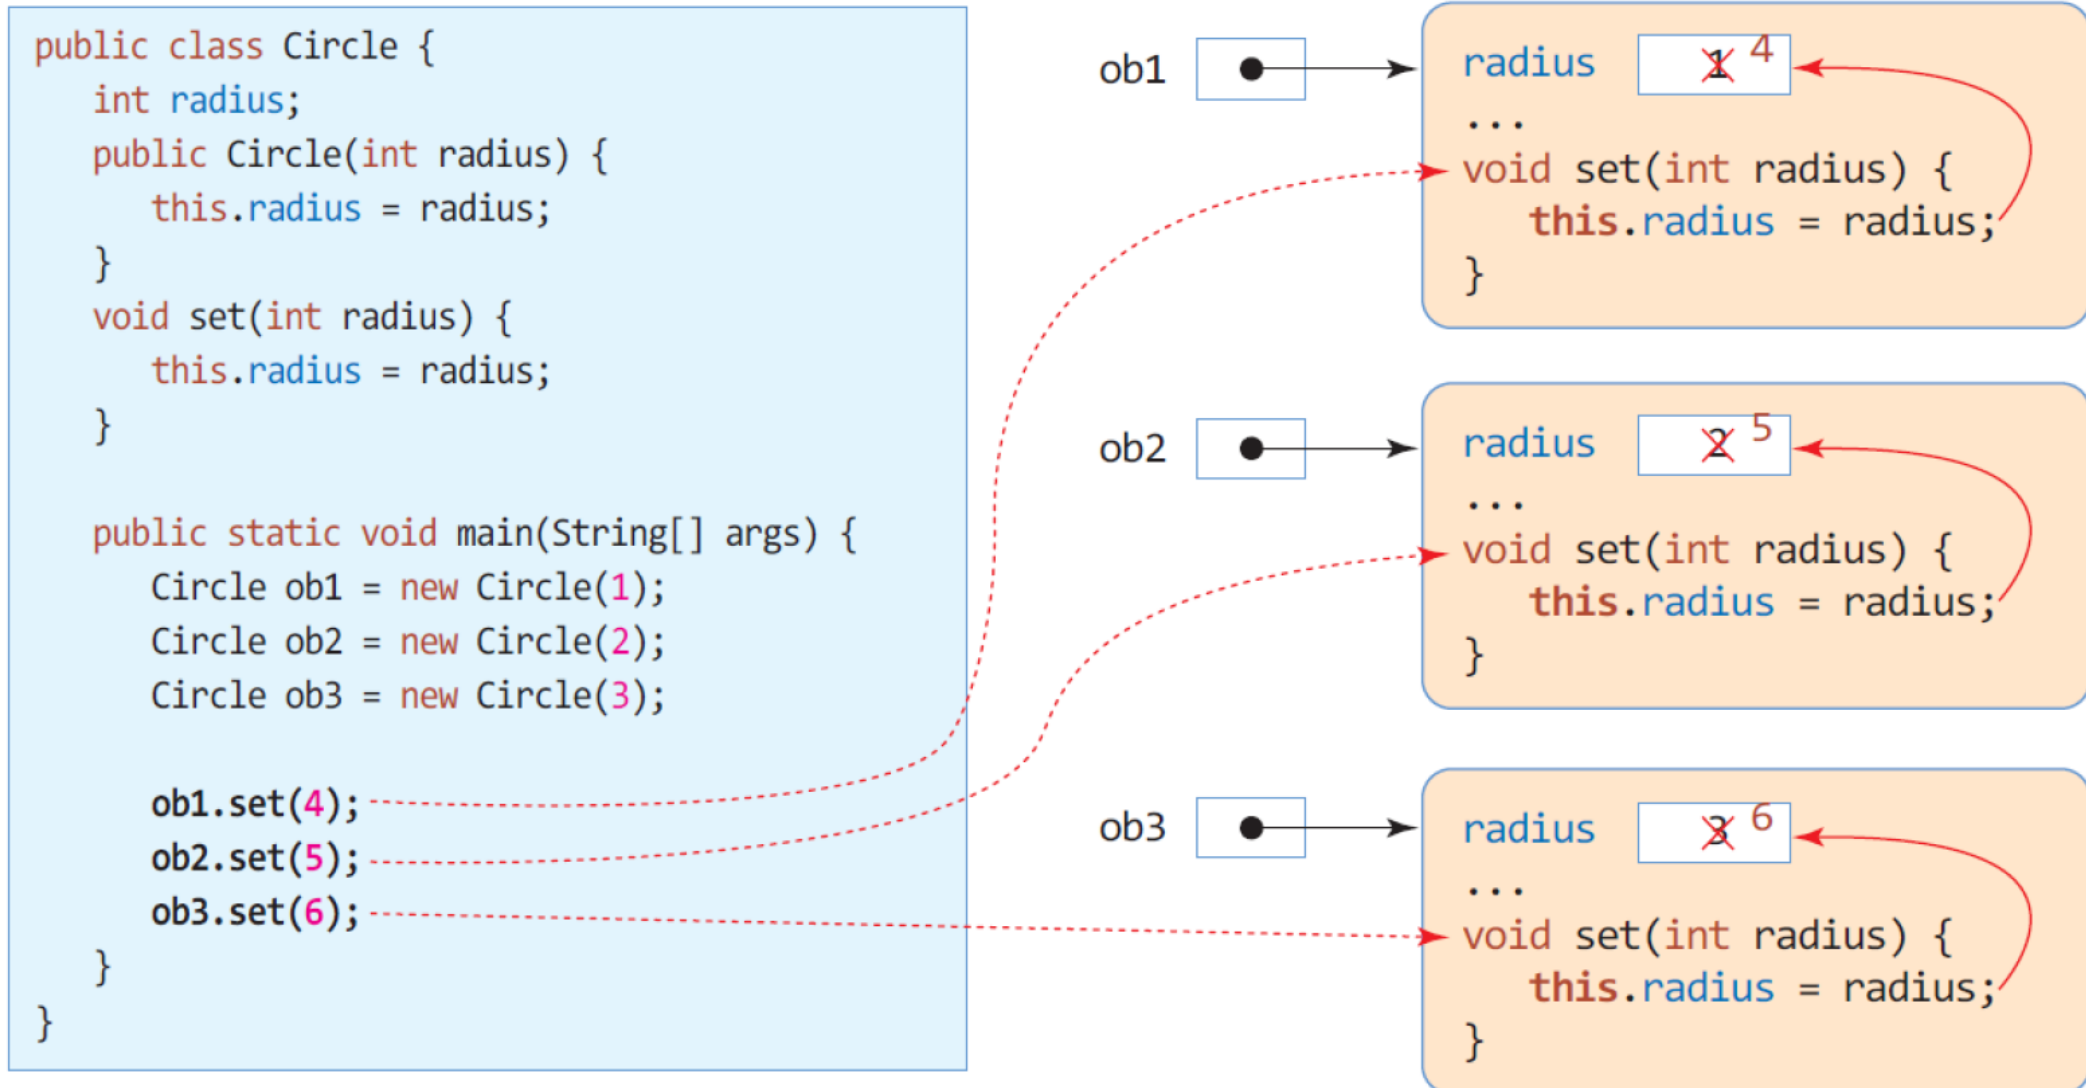 public class Circle {
int radius;
public Circle(int radius) {
this.radius = radius;
}
void set(int radius) {
this.radius = radius;
}
public static void main(String[] args) {
Circle ob1 = new Circle(1);
Circle ob2 = new Circle(2);
Circle ob3 = new Circle(3);
ob1.set(4);
ob2.set(5);
ob3.set(6);
}
}
ob1
radius 1 4
...
void set(int radius) {
this.radius = radius;
}
ob2
radius 2 5
...
void set(int radius) {
this.radius = radius;
}
ob3
radius 3 6
...
void set(int radius) {
this.radius = radius;
}